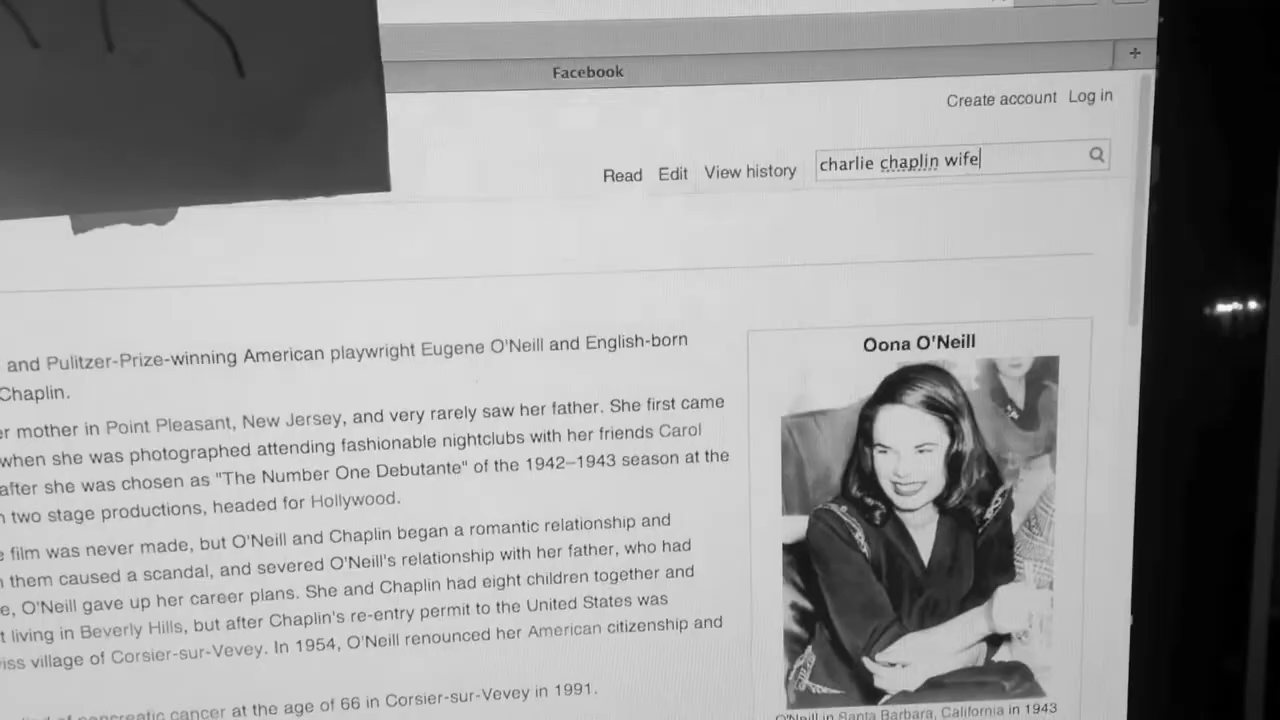 Facebook
Create account Log in
Read Edit View history charlie chaplin wife
and Pulitzer-Prize-winning American playwright Eugene O'Neill and English-born
Chaplin.
er mother in Point Pleasant, New Jersey, and very rarely saw her father. She first came
when she was photographed attending fashionable nightclubs with her friends Carol
after she was chosen as "The Number One Debutante" of the 1942–1943 season at the
n two stage productions, headed for Hollywood.
e film was never made, but O'Neill and Chaplin began a romantic relationship and
n them caused a scandal, and severed O'Neill's relationship with her father, who had
e, O'Neill gave up her career plans. She and Chaplin had eight children together and
t living in Beverly Hills, but after Chaplin's re-entry permit to the United States was
iss village of Corsier-sur-Vevey. In 1954, O'Neill renounced her American citizenship and
of pancreatic cancer at the age of 66 in Corsier-sur-Vevey in 1991.
Oona O'Neill
O'Neill in Santa Barbara, California in 1943